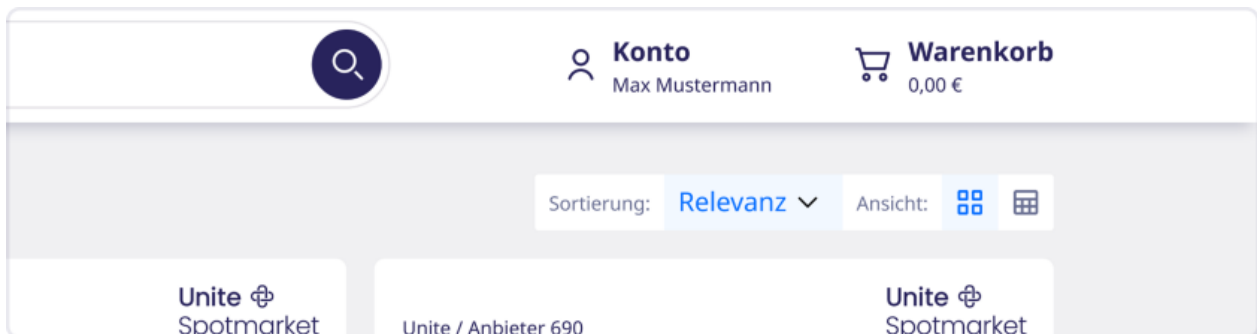 Konto
Max Mustermann
Warenkorb
0,00 €
Sortierung: Relevanz Ansicht:
Unite
Spotmarket
Unite / Anbieter 690
Unite
Spotmarket